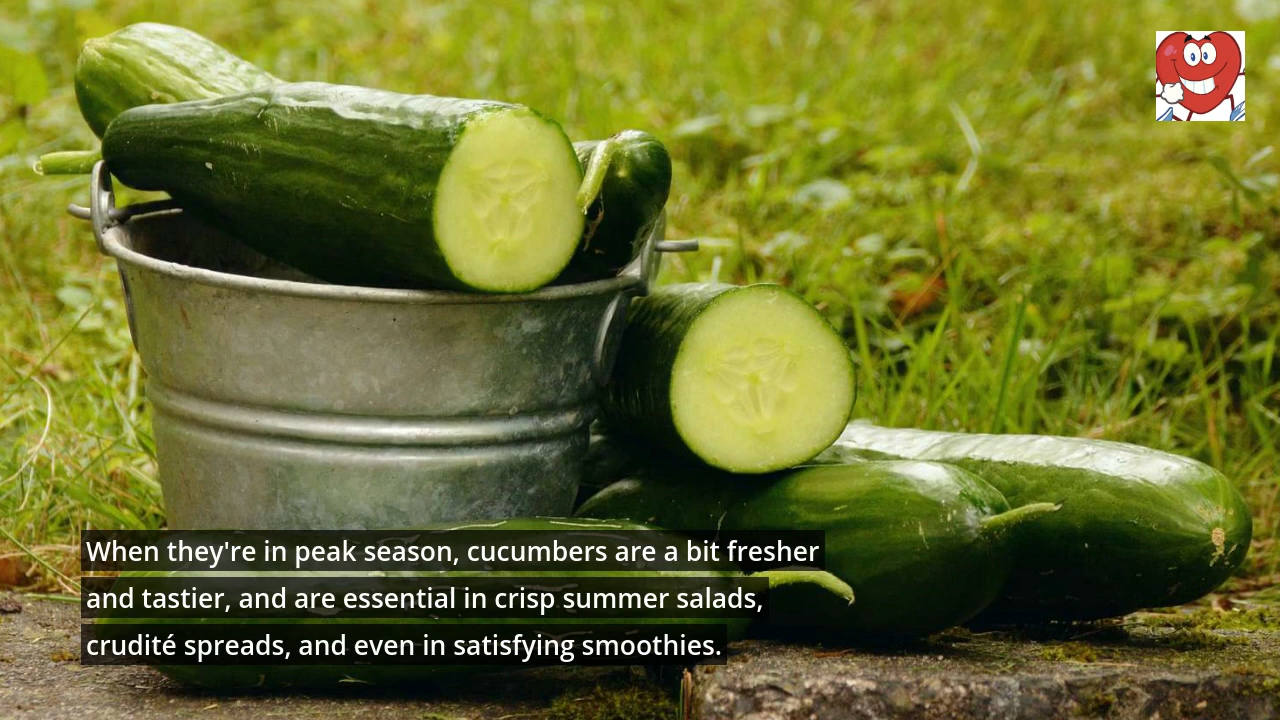 When they're in peak season, cucumbers are a bit fresher
and tastier, and are essential in crisp summer salads,
crudité spreads, and even in satisfying smoothies.